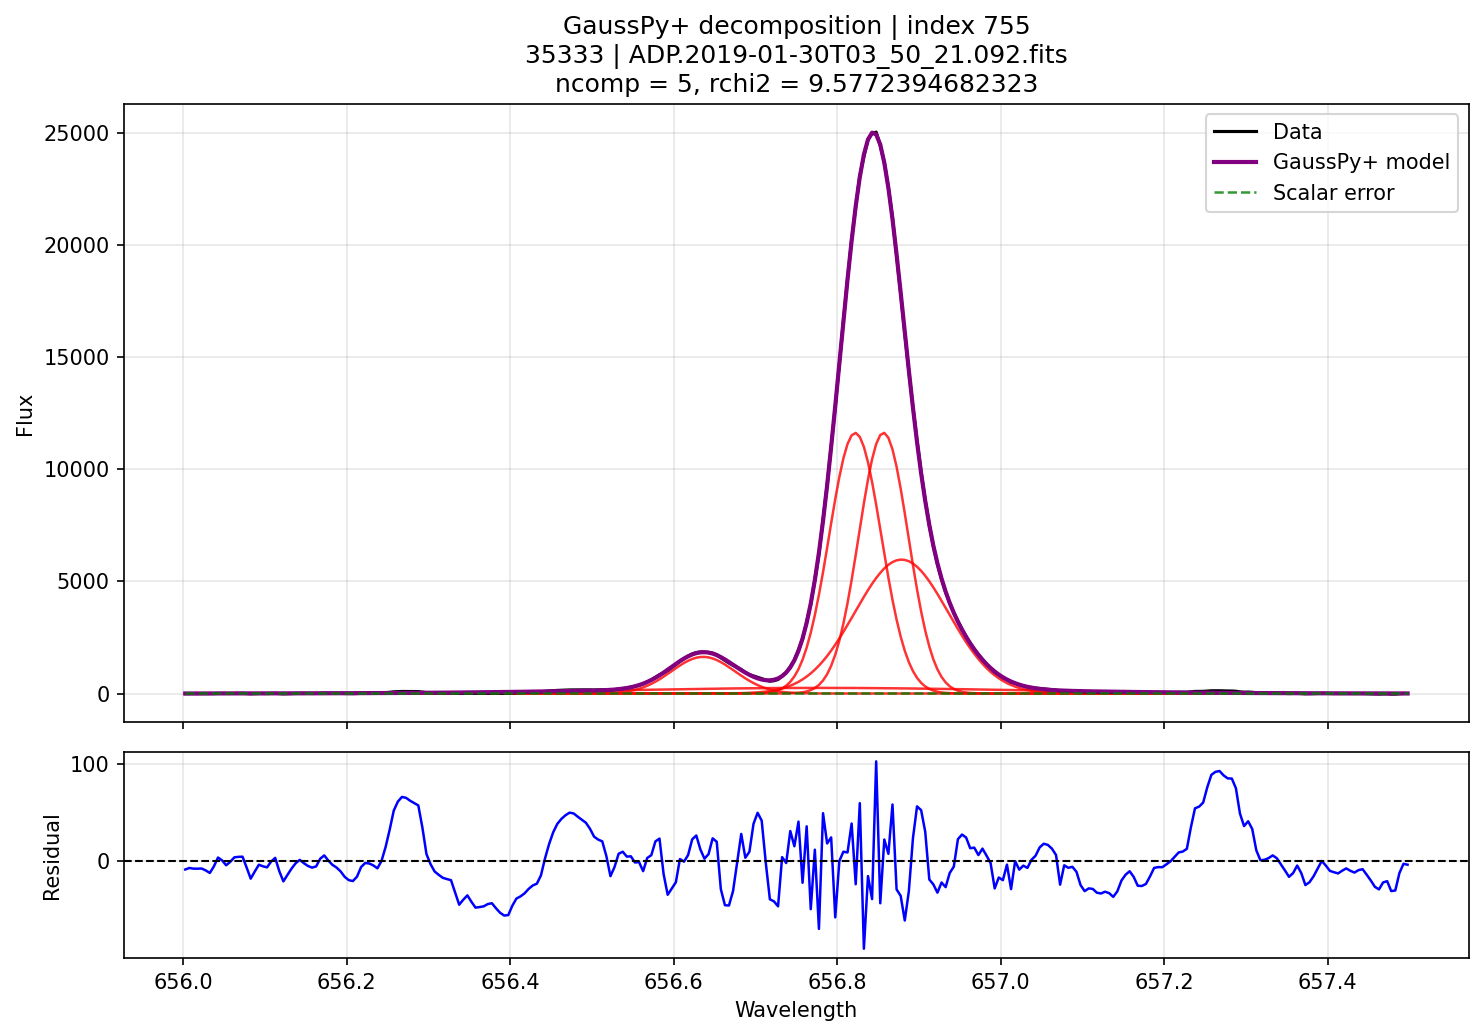 GaussPy+ decomposition | index 755
35333 | ADP.2019-01-30T03_50_21.092.fits
ncomp = 5, rchi2 = 9.5772394682323
Data
GaussPy+ model
Scalar error
25000
20000
15000
10000
5000
0
Flux
100
0
Residual
656.0 656.2 656.4 656.6 656.8 657.0 657.2 657.4
Wavelength